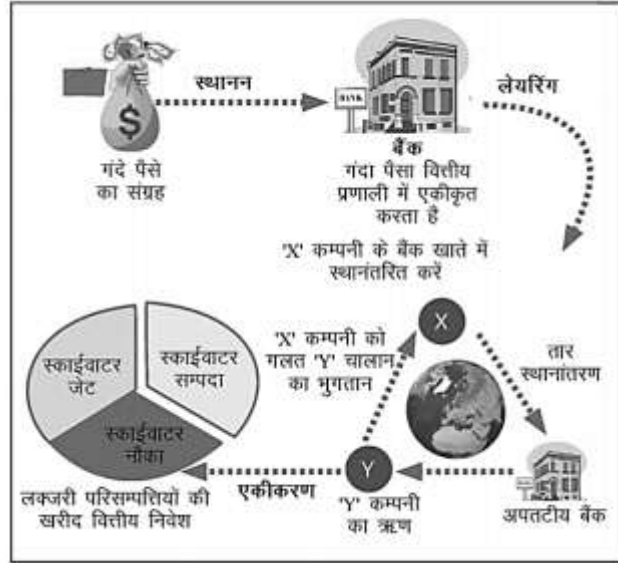 स्थानन
BANK
लेयरिंग
$
गंदे पैसे
का संग्रह
बैंक
गंदा पैसा वित्तीय
प्रणाली में एकीकृत
करता है
'X' कम्पनी के बैंक खाते में
स्थानंतरित करें
X
'X' कम्पनी को
गलत 'Y' चालान
का भुगतान
तार
स्थानांतरण
स्काईवाटर
जेट
स्काईवाटर
सम्पदा
स्काईवाटर
नौका
Y
एकीकरण
'Y' कम्पनी
का ऋण
अपतटीय बैंक
लक्जरी परिसम्पत्तियों की
खरीद वित्तीय निवेश